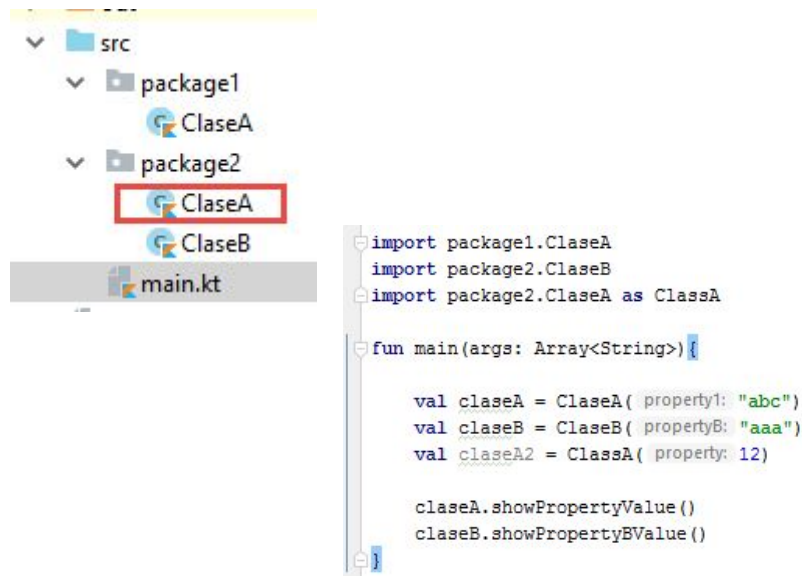 src
package1
ClaseA
package2
ClaseA
ClaseB
main.kt
import package1.ClaseA
import package2.ClaseB
import package2.ClaseA as ClassA
fun main(args: Array<String>){
val claseA = ClaseA( property1: "abc")
val claseB = ClaseB( propertyB: "aaa")
val claseA2 = ClassA( property: 12)
claseA.showPropertyValue()
claseB.showPropertyBValue()
}